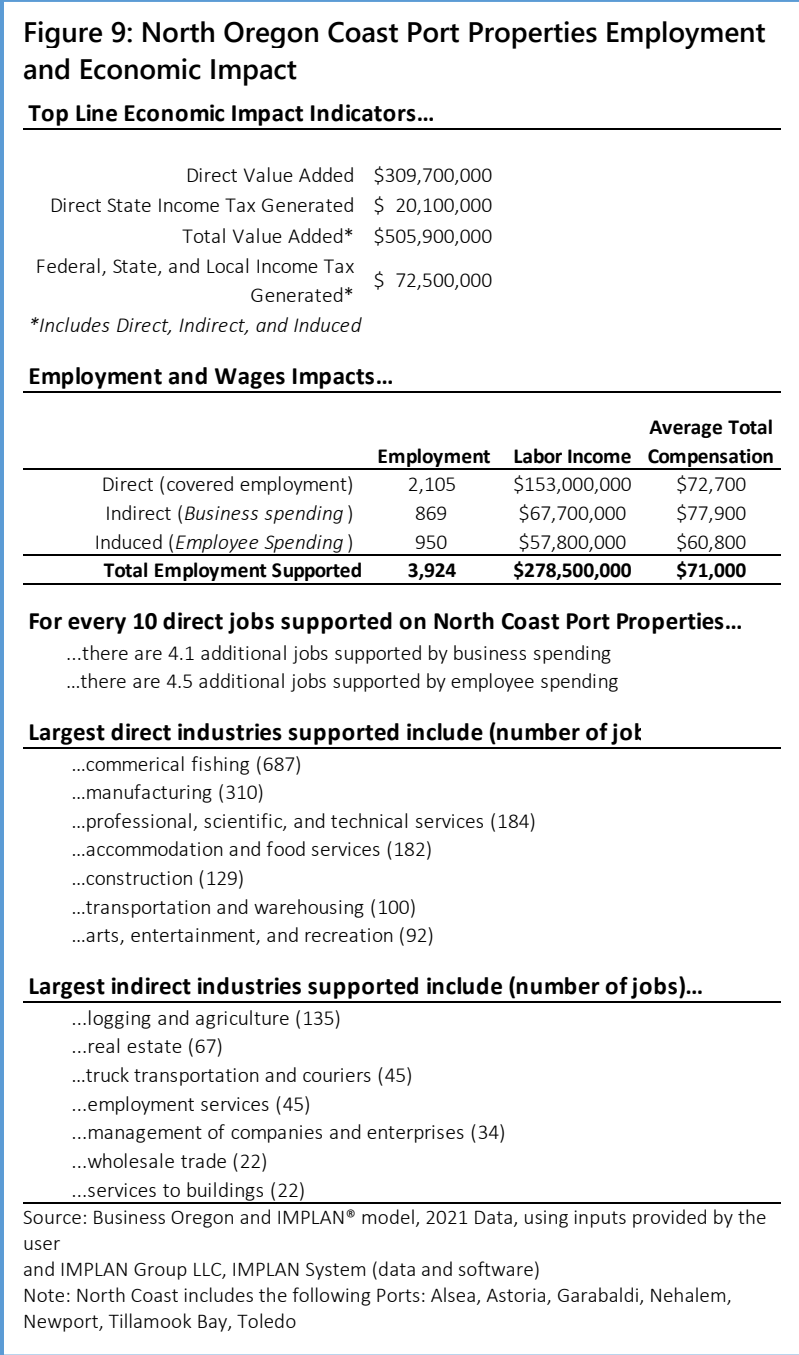 Figure 9: North Oregon Coast Port Properties Employment
and Economic Impact
Top Line Economic Impact Indicators...
Direct Value Added $309,700,000
Direct State Income Tax Generated $ 20,100,000
Total Value Added* $505,900,000
Federal, State, and Local Income Tax
Generated* $ 72,500,000
*Includes Direct, Indirect, and Induced
Employment and Wages Impacts...
Average Total
Employment Labor Income Compensation
Direct (covered employment) 2,105 $153,000,000 $72,700
Indirect (Business spending ) 869 $67,700,000 $77,900
Induced (Employee Spending ) 950 $57,800,000 $60,800
Total Employment Supported 3,924 $278,500,000 $71,000
For every 10 direct jobs supported on North Coast Port Properties...
...there are 4.1 additional jobs supported by business spending
...there are 4.5 additional jobs supported by employee spending
Largest direct industries supported include (number of job
...commerical fishing (687)
...manufacturing (310)
...professional, scientific, and technical services (184)
...accommodation and food services (182)
...construction (129)
...transportation and warehousing (100)
...arts, entertainment, and recreation (92)
Largest indirect industries supported include (number of jobs)...
...logging and agriculture (135)
...real estate (67)
...truck transportation and couriers (45)
...employment services (45)
...management of companies and enterprises (34)
...wholesale trade (22)
...services to buildings (22)
Source: Business Oregon and IMPLAN® model, 2021 Data, using inputs provided by the
user
and IMPLAN Group LLC, IMPLAN System (data and software)
Note: North Coast includes the following Ports: Alsea, Astoria, Garabaldi, Nehalem,
Newport, Tillamook Bay, Toledo